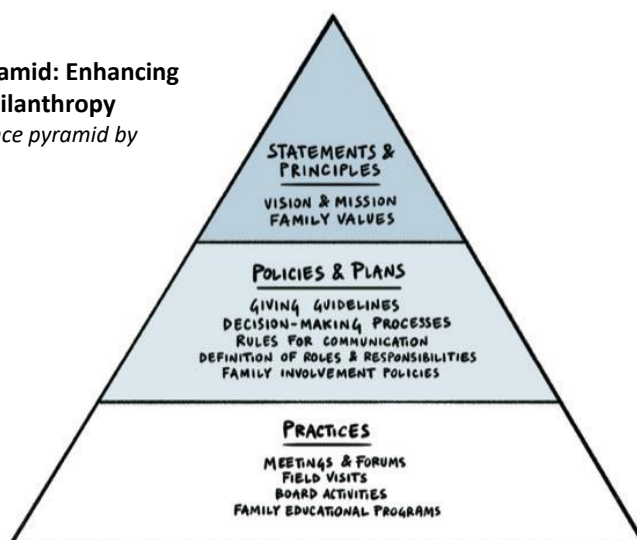 amid: Enhancing
ilanthropy
nce pyramid by
STATEMENTS &
PRINCIPLES
VISION & MISSION
FAMILY VALUES
POLICIES & PLANS
GIVING GUIDELINES
DECISION-MAKING PROCESSES
RULES FOR COMMUNICATION
DEFINITION OF ROLES & RESPONSIBILITIES
FAMILY INVOLVEMENT POLICIES
PRACTICES
MEETINGS & FORUMS
FIELD VISITS
BOARD ACTIVITIES
FAMILY EDUCATIONAL PROGRAMS